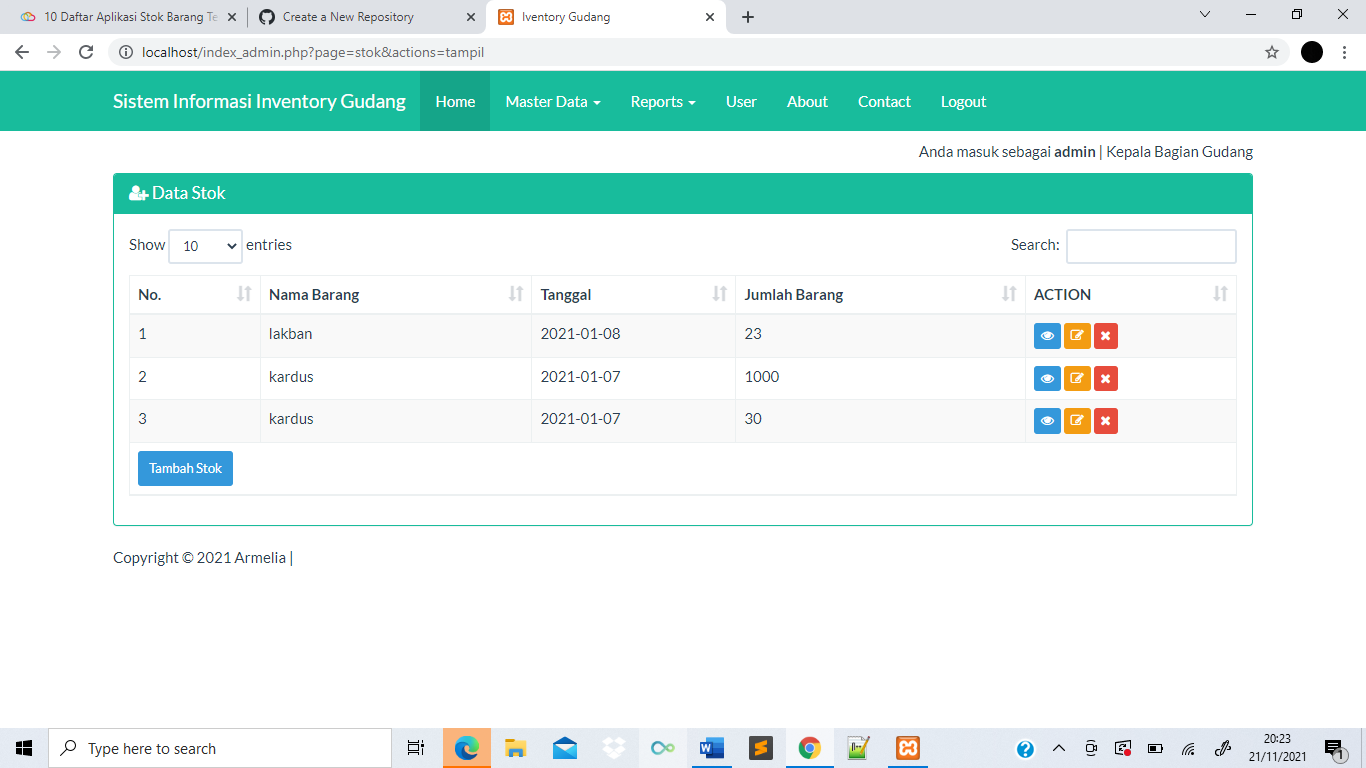 10 Daftar Aplikasi Stok Barang Te
Create a New Repository
Iventory Gudang
localhost/index_admin.php?page=stok&actions=tampil
Sistem Informasi Inventory Gudang Home Master Data Reports User About Contact Logout
Anda masuk sebagai admin | Kepala Bagian Gudang
Data Stok
Show 10 entries Search:
No. Nama Barang Tanggal Jumlah Barang ACTION
1 lakban 2021-01-08 23
2 kardus 2021-01-07 1000
3 kardus 2021-01-07 30
Tambah Stok
Copyright © 2021 Armelia |
Type here to search
20:23
21/11/2021
1